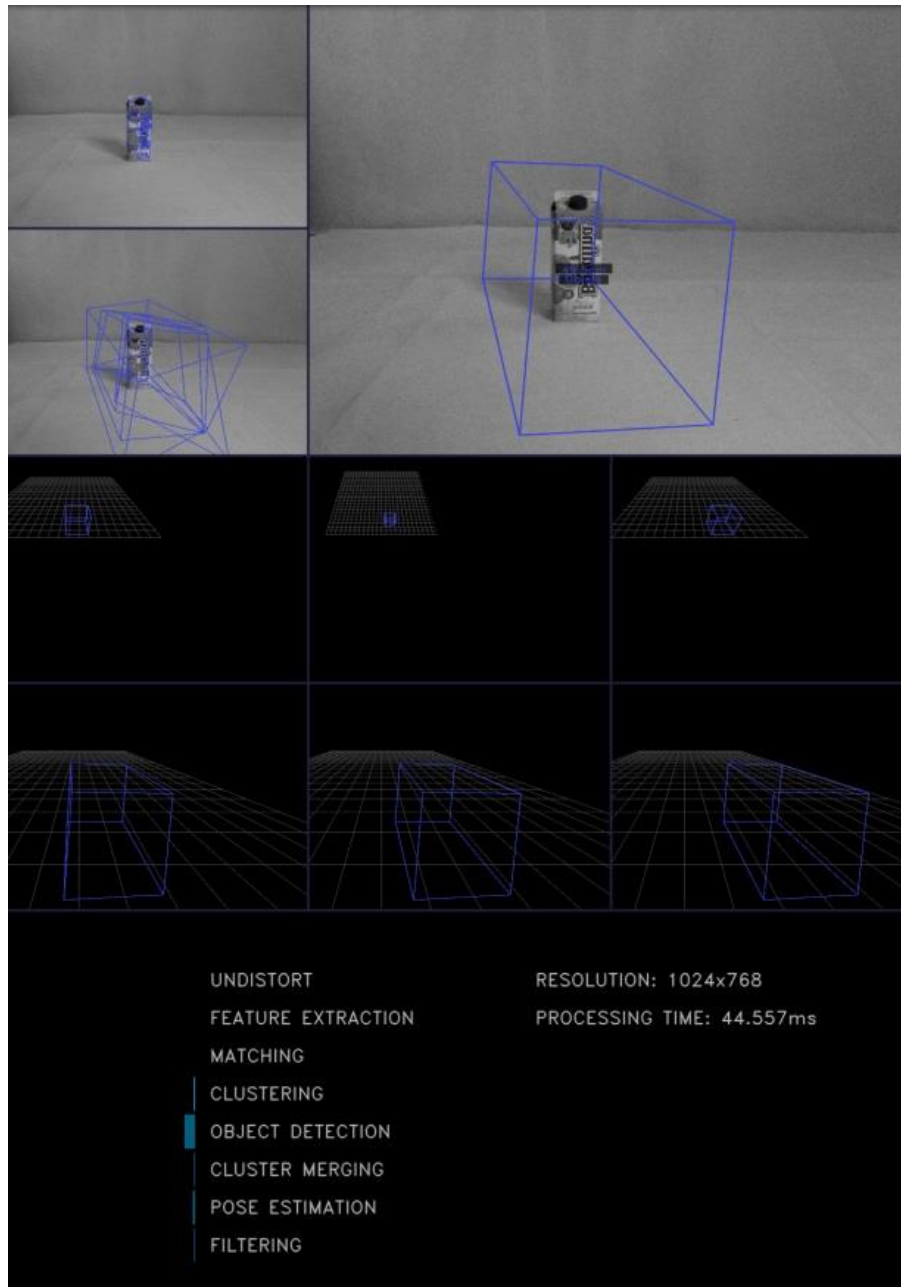 UNDISTORT
FEATURE EXTRACTION
MATCHING
CLUSTERING
OBJECT DETECTION
CLUSTER MERGING
POSE ESTIMATION
FILTERING
RESOLUTION: 1024x768
PROCESSING TIME: 44.557ms